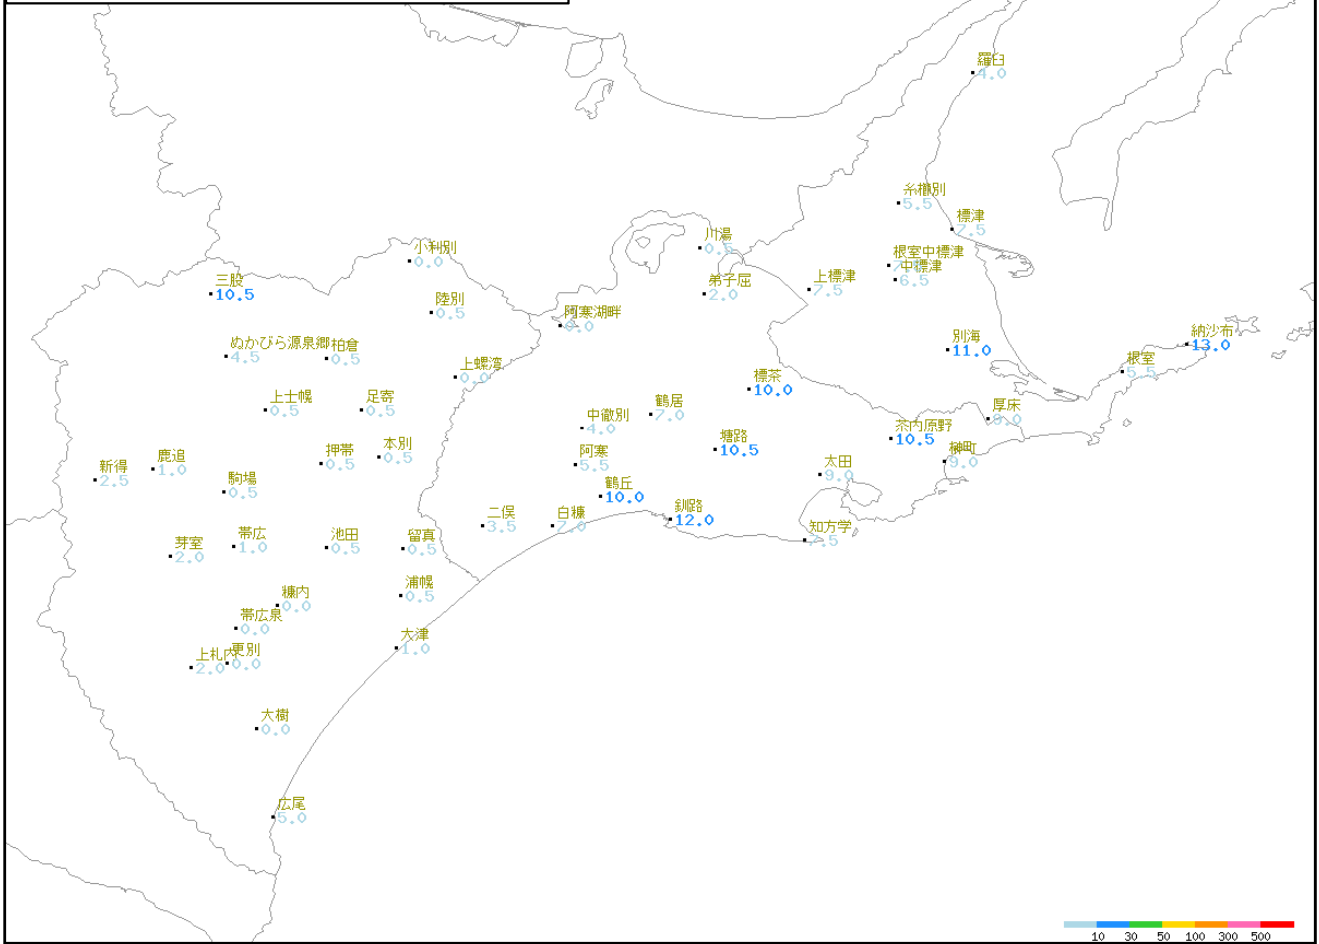 羅臼
4.0
糸櫛別
5.5
標津
7.5
川湯
0.5
小利別
0.0
根室中標津
中標津
6.5
三股
10.5
弟子屈
2.0
上標津
7.5
陸別
0.5
阿寒湖畔
0.0
納沙布
13.0
ぬかびら源泉郷
4.5
柏倉
0.5
別海
11.0
根室
5.5
上螺湾
0.0
標茶
10.0
上士幌
0.5
足寄
0.5
鶴居
7.0
厚床
中徹別
4.0
茶内原野
10.5
本別
0.5
塘路
10.5
榊町
9.0
新得
2.5
鹿追
1.0
押帯
0.5
阿寒
5.5
太田
9.0
駒場
0.5
鶴丘
10.0
釧路
12.0
二俣
3.5
白糠
7.0
知方学
7.5
芽室
2.0
帯広
1.0
池田
0.5
留真
0.5
浦幌
0.5
糠内
0.0
帯広泉
0.0
大津
1.0
上札内
2.0
更別
0.0
大樹
0.0
広尾
5.0
10 30 50 100 300 500